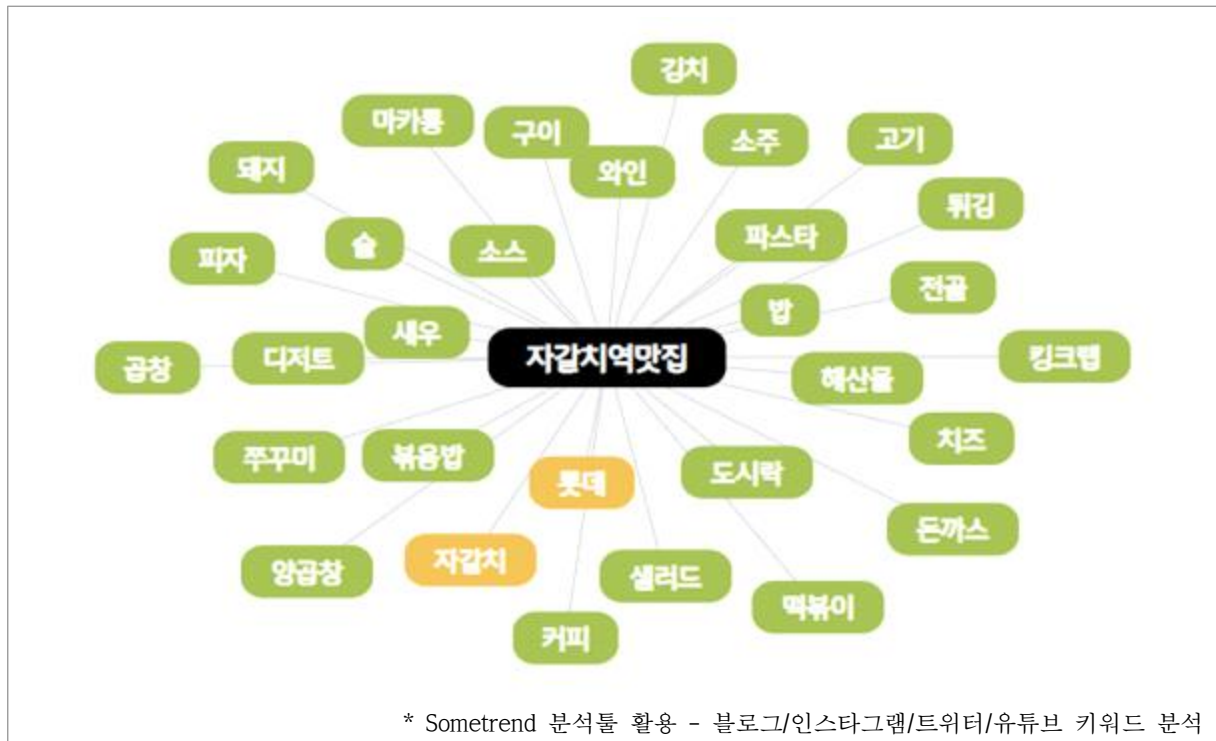 김치
마카롱
구이
소주
고기
돼지
와인
튀김
술
소스
파스타
피자
전골
밥
새우
자갈치역맛집
킹크랩
곱창
디저트
해산물
치즈
쭈꾸미
볶음밥
롯데
도시락
돈까스
양곱창
자갈치
샐러드
떡볶이
커피
* Sometrend 분석툴 활용 - 블로그/인스타그램/트위터/유튜브 키워드 분석